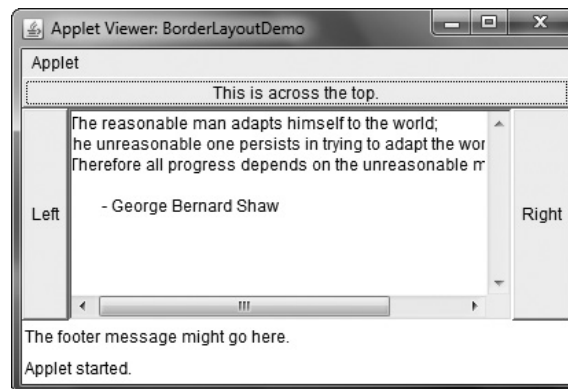 Applet Viewer: BorderLayoutDemo
Applet
This is across the top.
The reasonable man adapts himself to the world;
he unreasonable one persists in trying to adapt the wor
Therefore all progress depends on the unreasonable m
- George Bernard Shaw
Left
Right
The footer message might go here.
Applet started.